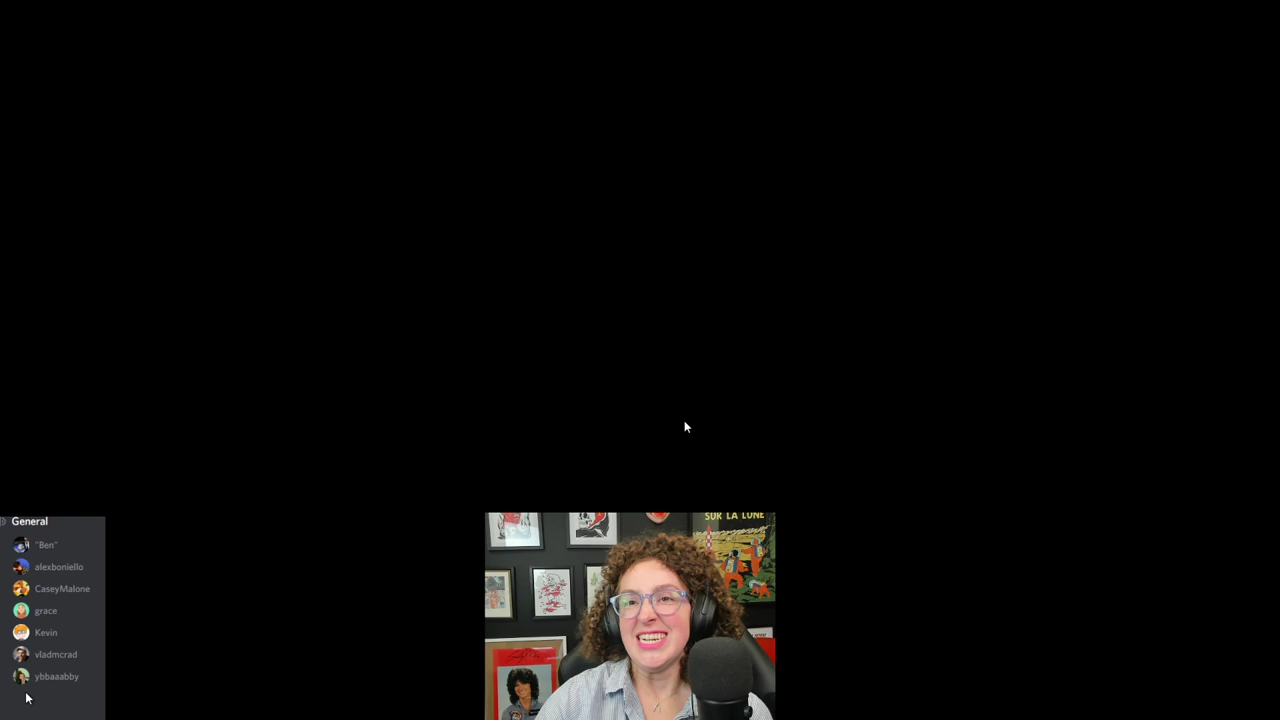 General
"Ben"
alexboniello
CaseyMalone
grace
Kevin
vladmcrad
ybbaaabby
SUR LA LUNE